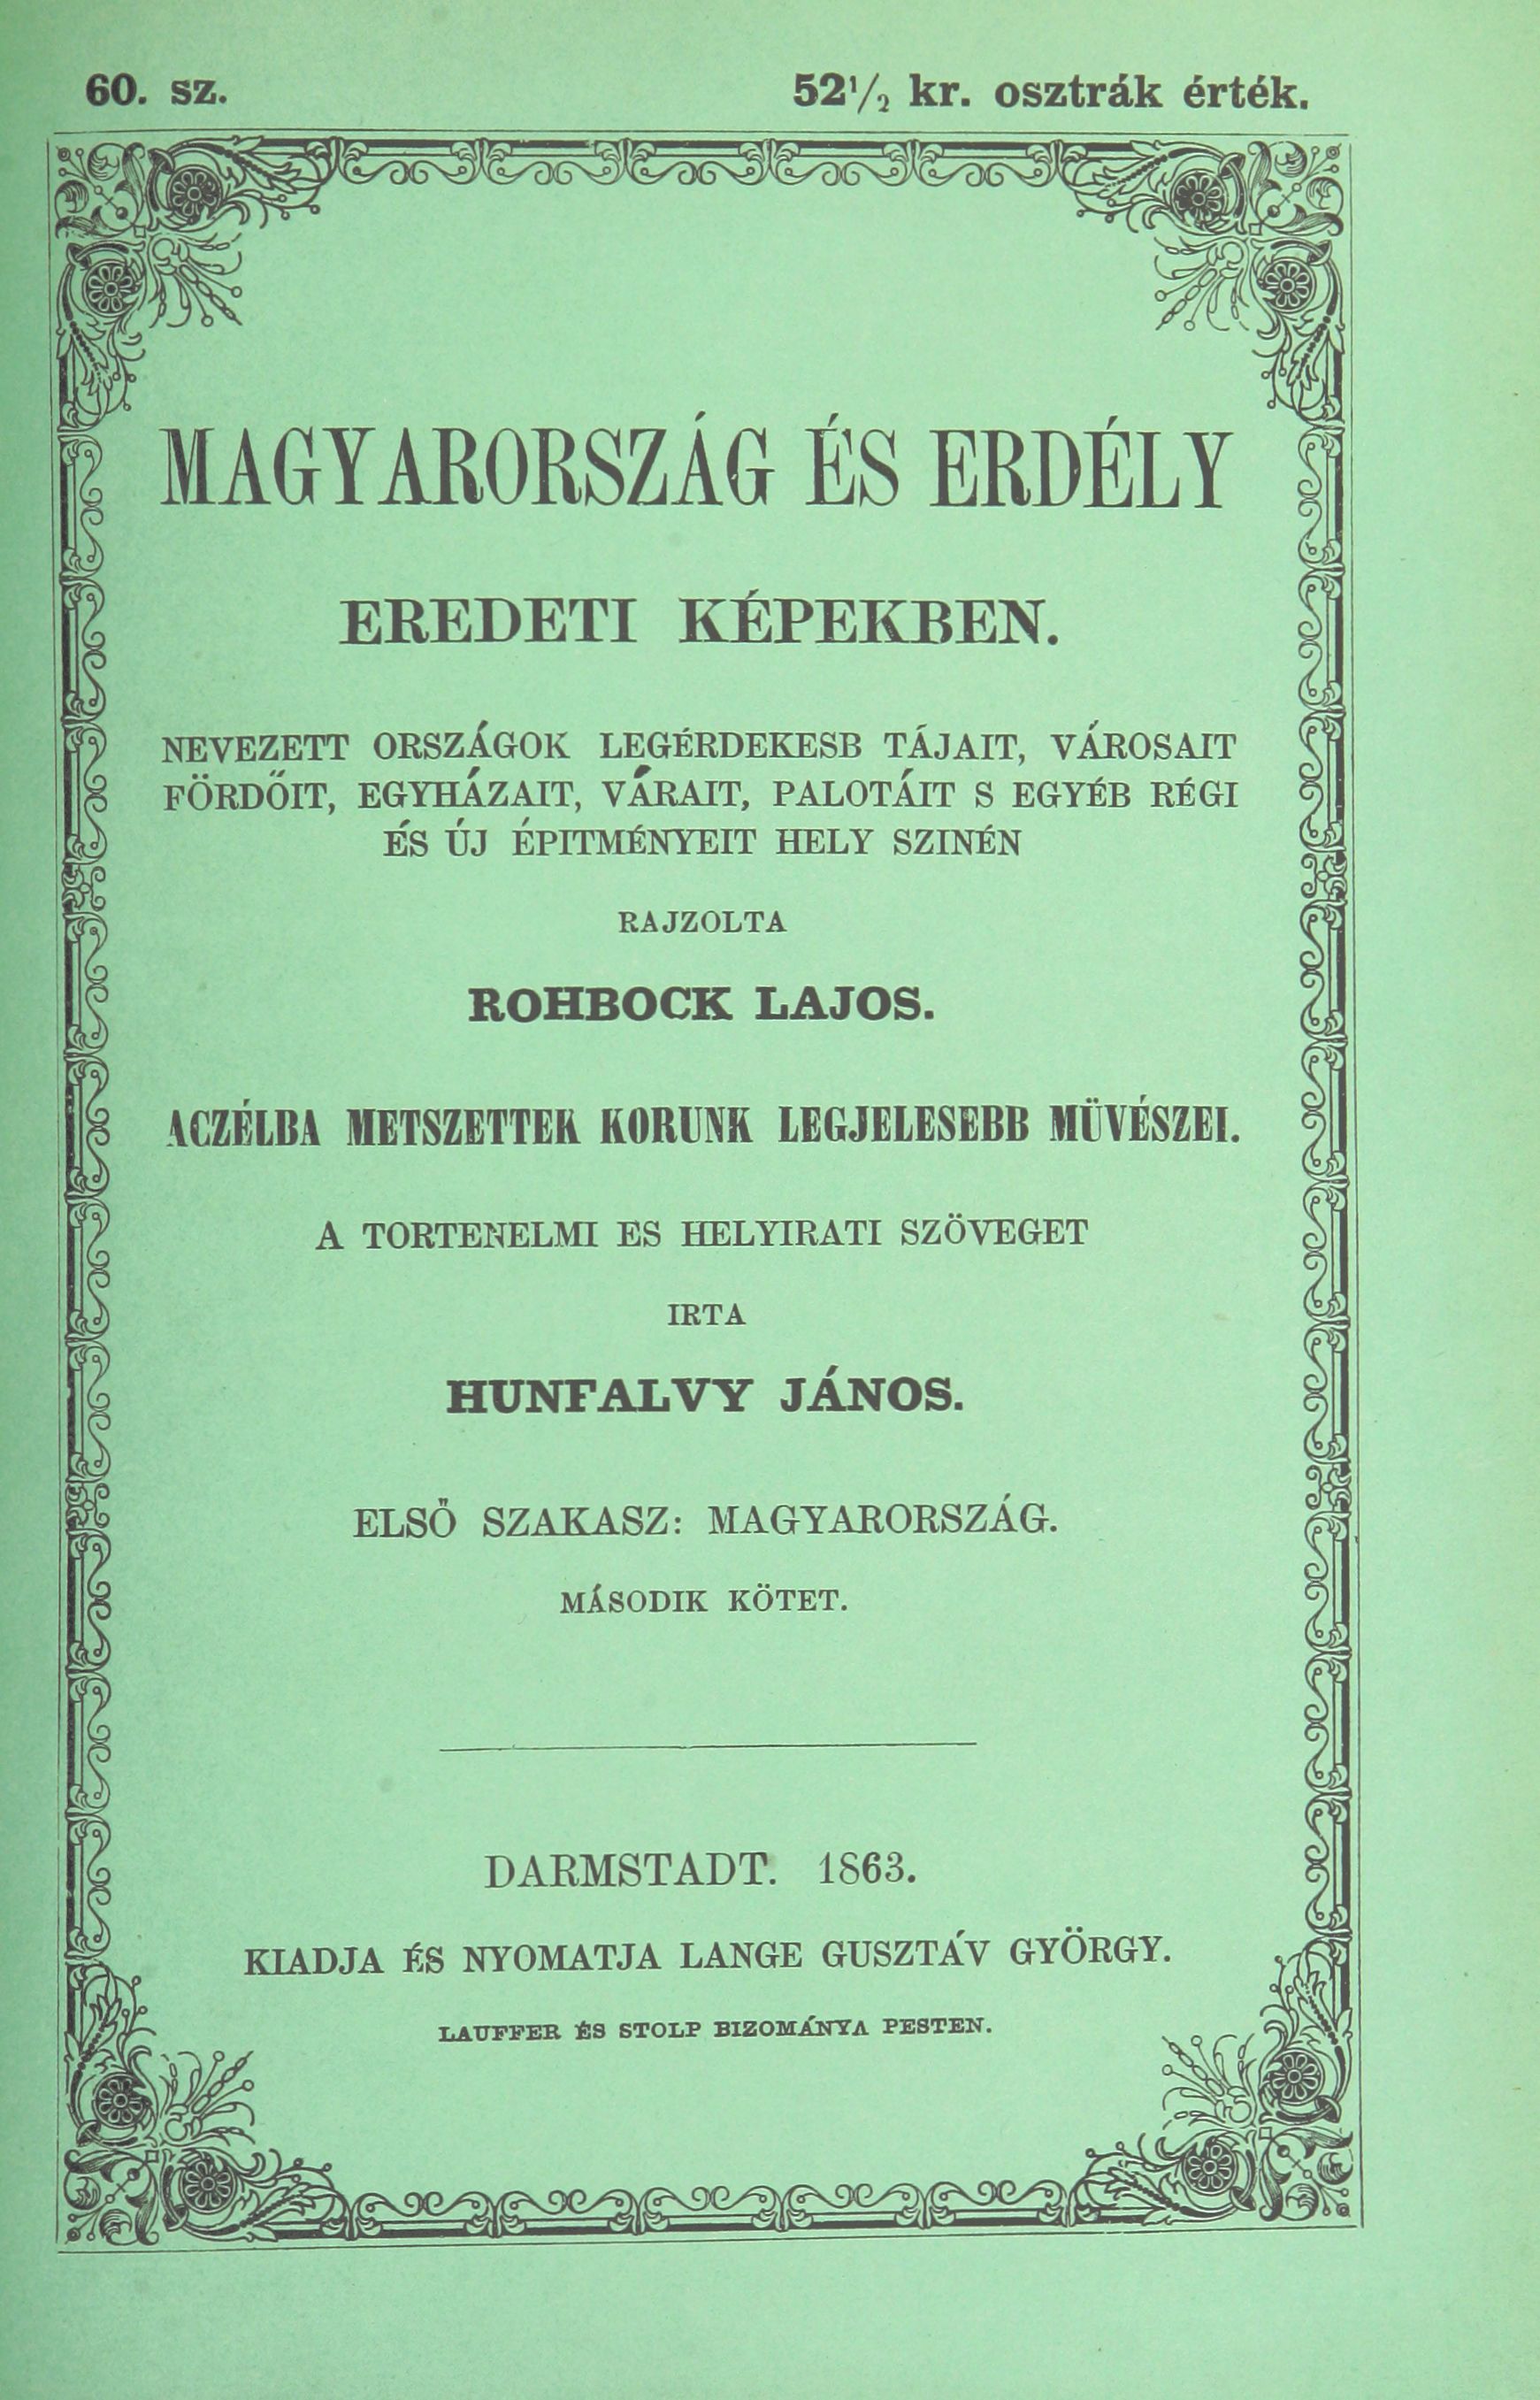 60. sz.
52½ kr. osztrák érték.
MAGYARORSZÁG ÉS ERDÉLY
EREDETI KÉPEKBEN.
NEVEZETT ORSZÁGOK LEGÉRDEKESB TÁJAIT, VÁROSAIT
FÖRDŐIT, EGYHÁZAIT, VÁRAIT, PALOTÁIT S EGYÉB RÉGI
ÉS ÚJ ÉPITMÉNYEIT HELY SZINÉN
RAJZOLTA
ROHBOCK LAJOS.
ACZÉLBA METSZETTEK KORUNK LEGJELESEBB MÜVÉSZEI.
A TORTENELMI ES HELYIRATI SZÖVEGET
IRTA
HUNFALVY JÁNOS.
ELSŐ SZAKASZ: MAGYARORSZÁG.
MÁSODIK KÖTET.
DARMSTADT. 1863.
KIADJA ÉS NYOMATJA LANGE GUSZTÁV GYÖRGY.
LAUFFER ÉS STOLP BIZOMÁNYA PESTEN.